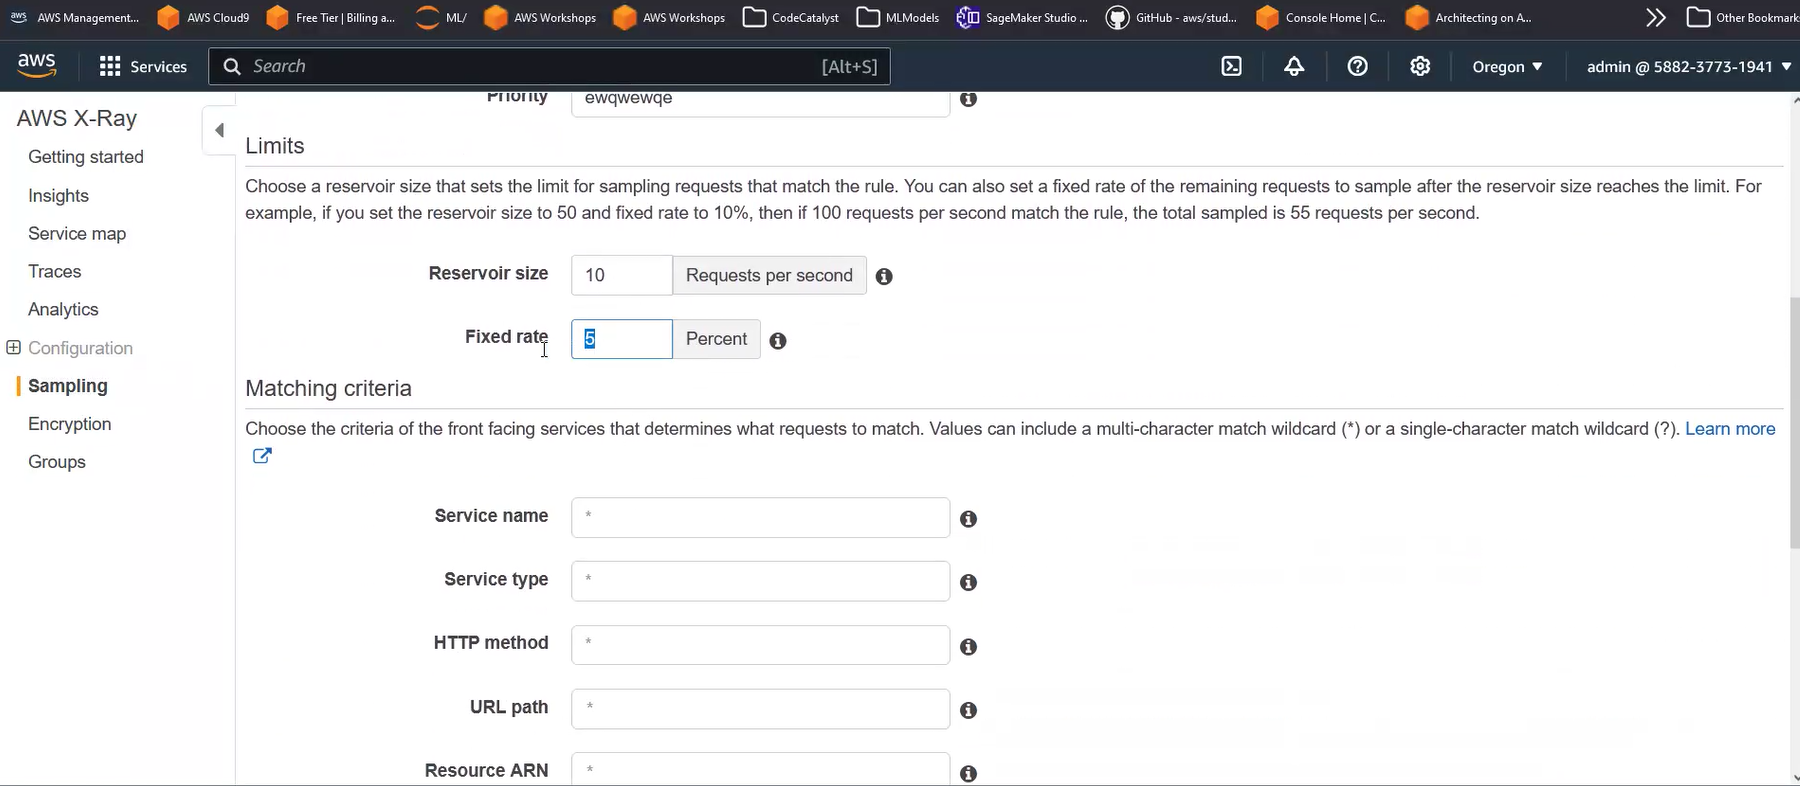 aws AWS Management... AWS Cloud9 Free Tier | Billing a... ML/ AWS Workshops AWS Workshops CodeCatalyst MLModels SageMaker Studio ... GitHub - aws/stud... Console Home | C... Architecting on A... Other Bookmark
aws Services Search [Alt+S] Oregon admin @ 5882-3773-1941
AWS X-Ray
Getting started
Insights
Service map
Traces
Analytics
Configuration
Sampling
Encryption
Groups
Priority ewqwewqe
Limits
Choose a reservoir size that sets the limit for sampling requests that match the rule. You can also set a fixed rate of the remaining requests to sample after the reservoir size reaches the limit. For
example, if you set the reservoir size to 50 and fixed rate to 10%, then if 100 requests per second match the rule, the total sampled is 55 requests per second.
Reservoir size 10 Requests per second
Fixed rate 5 Percent
Matching criteria
Choose the criteria of the front facing services that determines what requests to match. Values can include a multi-character match wildcard (*) or a single-character match wildcard (?). Learn more
Service name *
Service type *
HTTP method *
URL path *
Resource ARN *